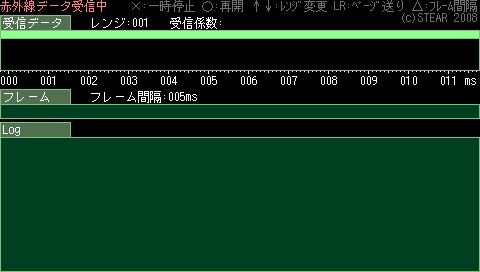 赤外線データ受信中 ×:一時停止 ○:再開 ↑↓:ﾚﾝｼﾞ変更 LR:ﾍﾟｰｼﾞ送り △:ﾌﾚｰﾑ間隔
(c)STEAR 2008
受信データ レンジ:001 受信係数:
000 001 002 003 004 005 006 007 008 009 010 011 ms
フレーム フレーム間隔:005ms
Log